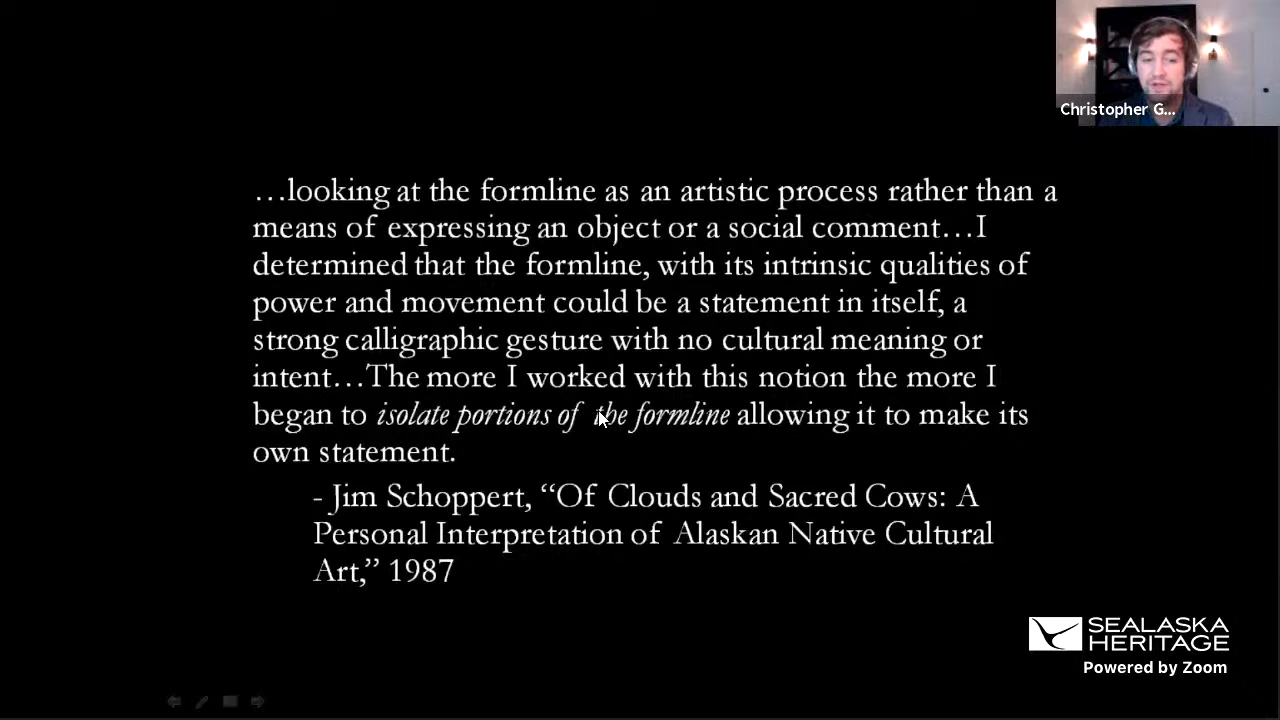 Christopher G...
…looking at the formline as an artistic process rather than a
means of expressing an object or a social comment…I
determined that the formline, with its intrinsic qualities of
power and movement could be a statement in itself, a
strong calligraphic gesture with no cultural meaning or
intent…The more I worked with this notion the more I
began to isolate portions of the formline allowing it to make its
own statement.
- Jim Schoppert, “Of Clouds and Sacred Cows: A
Personal Interpretation of Alaskan Native Cultural
Art,” 1987
SEALASKA
HERITAGE
Powered by Zoom